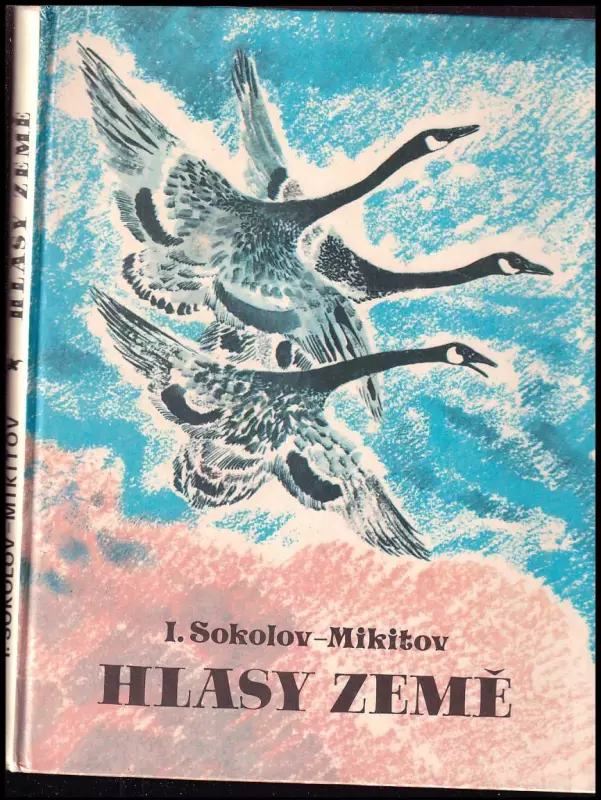 I. Sokolov–Mikitov
HLASY ZEMĚ
I. SOKOLOV–MIKITOV ★ HLASY ZEMĚ